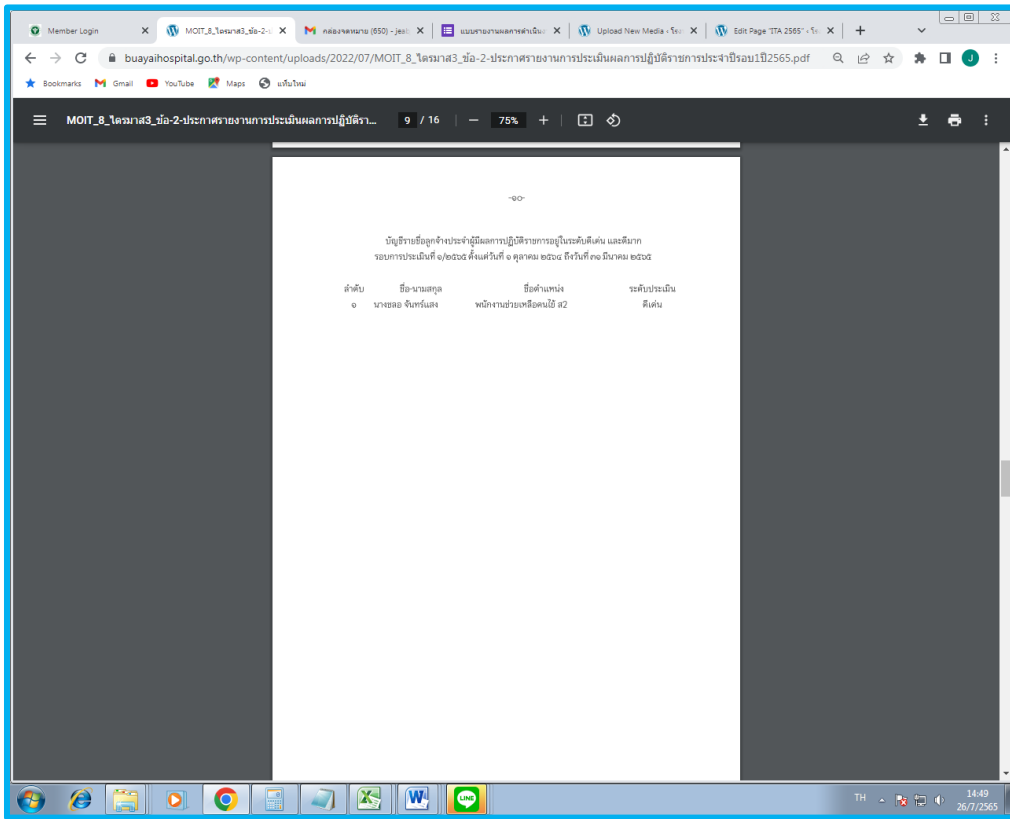 Member Login
MOIT_8_ไตรมาส3_ข้อ-2-ป
กล่องจดหมาย (650) - jeab
แบบรายงานผลการดำเนินง
Upload New Media ‹ โรง
Edit Page "ITA 2565" ‹ โร
buayaihospital.go.th/wp-content/uploads/2022/07/MOIT_8_ไตรมาส3_ข้อ-2-ประกาศรายงานการประเมินผลการปฏิบัติราชการประจำปีรอบ1ปี2565.pdf
J
Bookmarks Gmail YouTube Maps แท็บใหม่
MOIT_8_ไตรมาส3_ข้อ-2-ประกาศรายงานการประเมินผลการปฏิบัติรา... 9 / 16 75%
-๑๐-
บัญชีรายชื่อลูกจ้างประจำผู้มีผลการปฏิบัติราชการอยู่ในระดับดีเด่น และดีมาก
รอบการประเมินที่ ๑/๒๕๖๕ ตั้งแต่วันที่ ๑ ตุลาคม ๒๕๖๔ ถึงวันที่ ๓๑ มีนาคม ๒๕๖๕
ลำดับ ชื่อ-นามสกุล ชื่อตำแหน่ง ระดับประเมิน
๑ นางชลอ จันทร์แสง พนักงานช่วยเหลือคนไข้ ส2 ดีเด่น
LINE
TH 14:49
26/7/2565